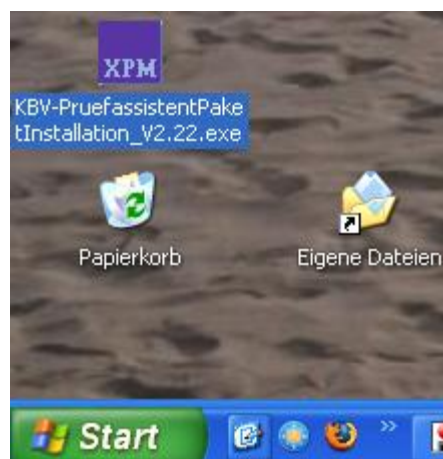 XPM
KBV-PruefassistentPake
tInstallation_V2.22.exe
Papierkorb
Eigene Dateien
Start